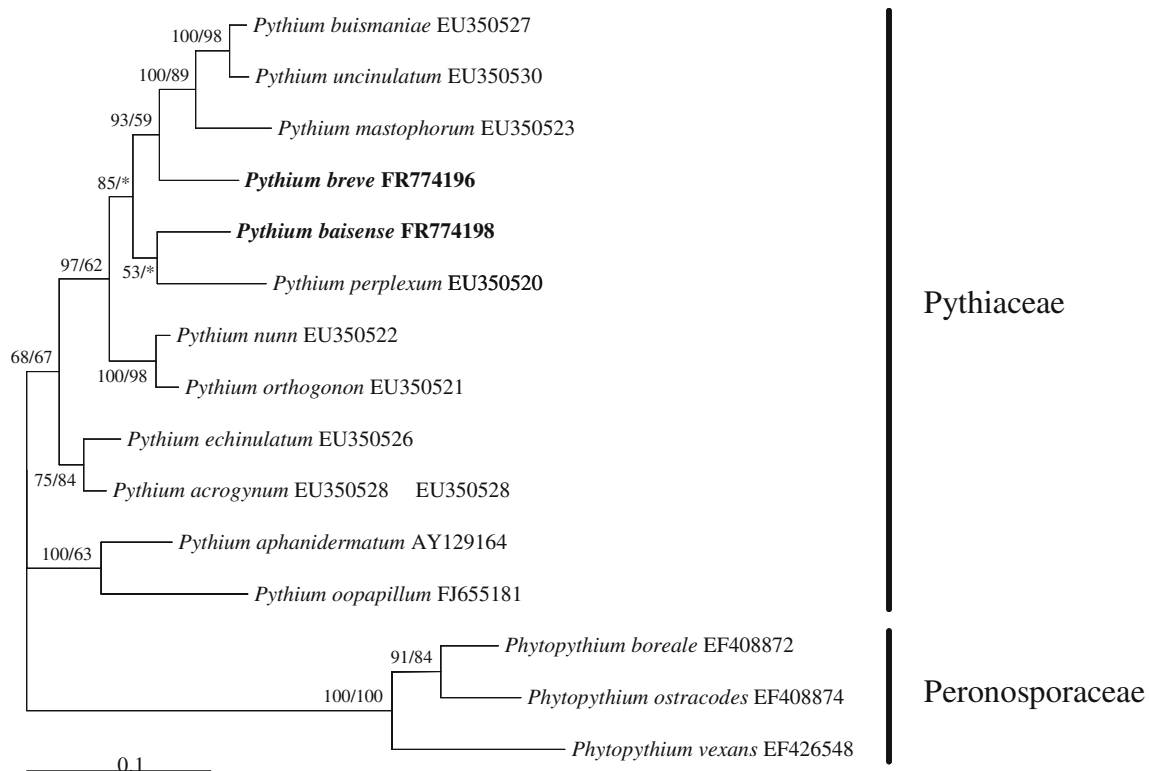 Pythium buismaniae EU350527
100/98
Pythium uncinulatum EU350530
100/89
Pythium mastophorum EU350523
93/59
Pythium breve FR774196
85/*
Pythium baisense FR774198
53/*
Pythium perplexum EU350520
97/62
Pythium nunn EU350522
100/98
Pythium orthogonon EU350521
68/67
Pythium echinulatum EU350526
75/84
Pythium acrogynum EU350528 EU350528
Pythium aphanidermatum AY129164
100/63
Pythium oopapillum FJ655181
Pythiaceae
Phytopythium boreale EF408872
91/84
Phytopythium ostracodes EF408874
100/100
Phytopythium vexans EF426548
Peronosporaceae
0.1